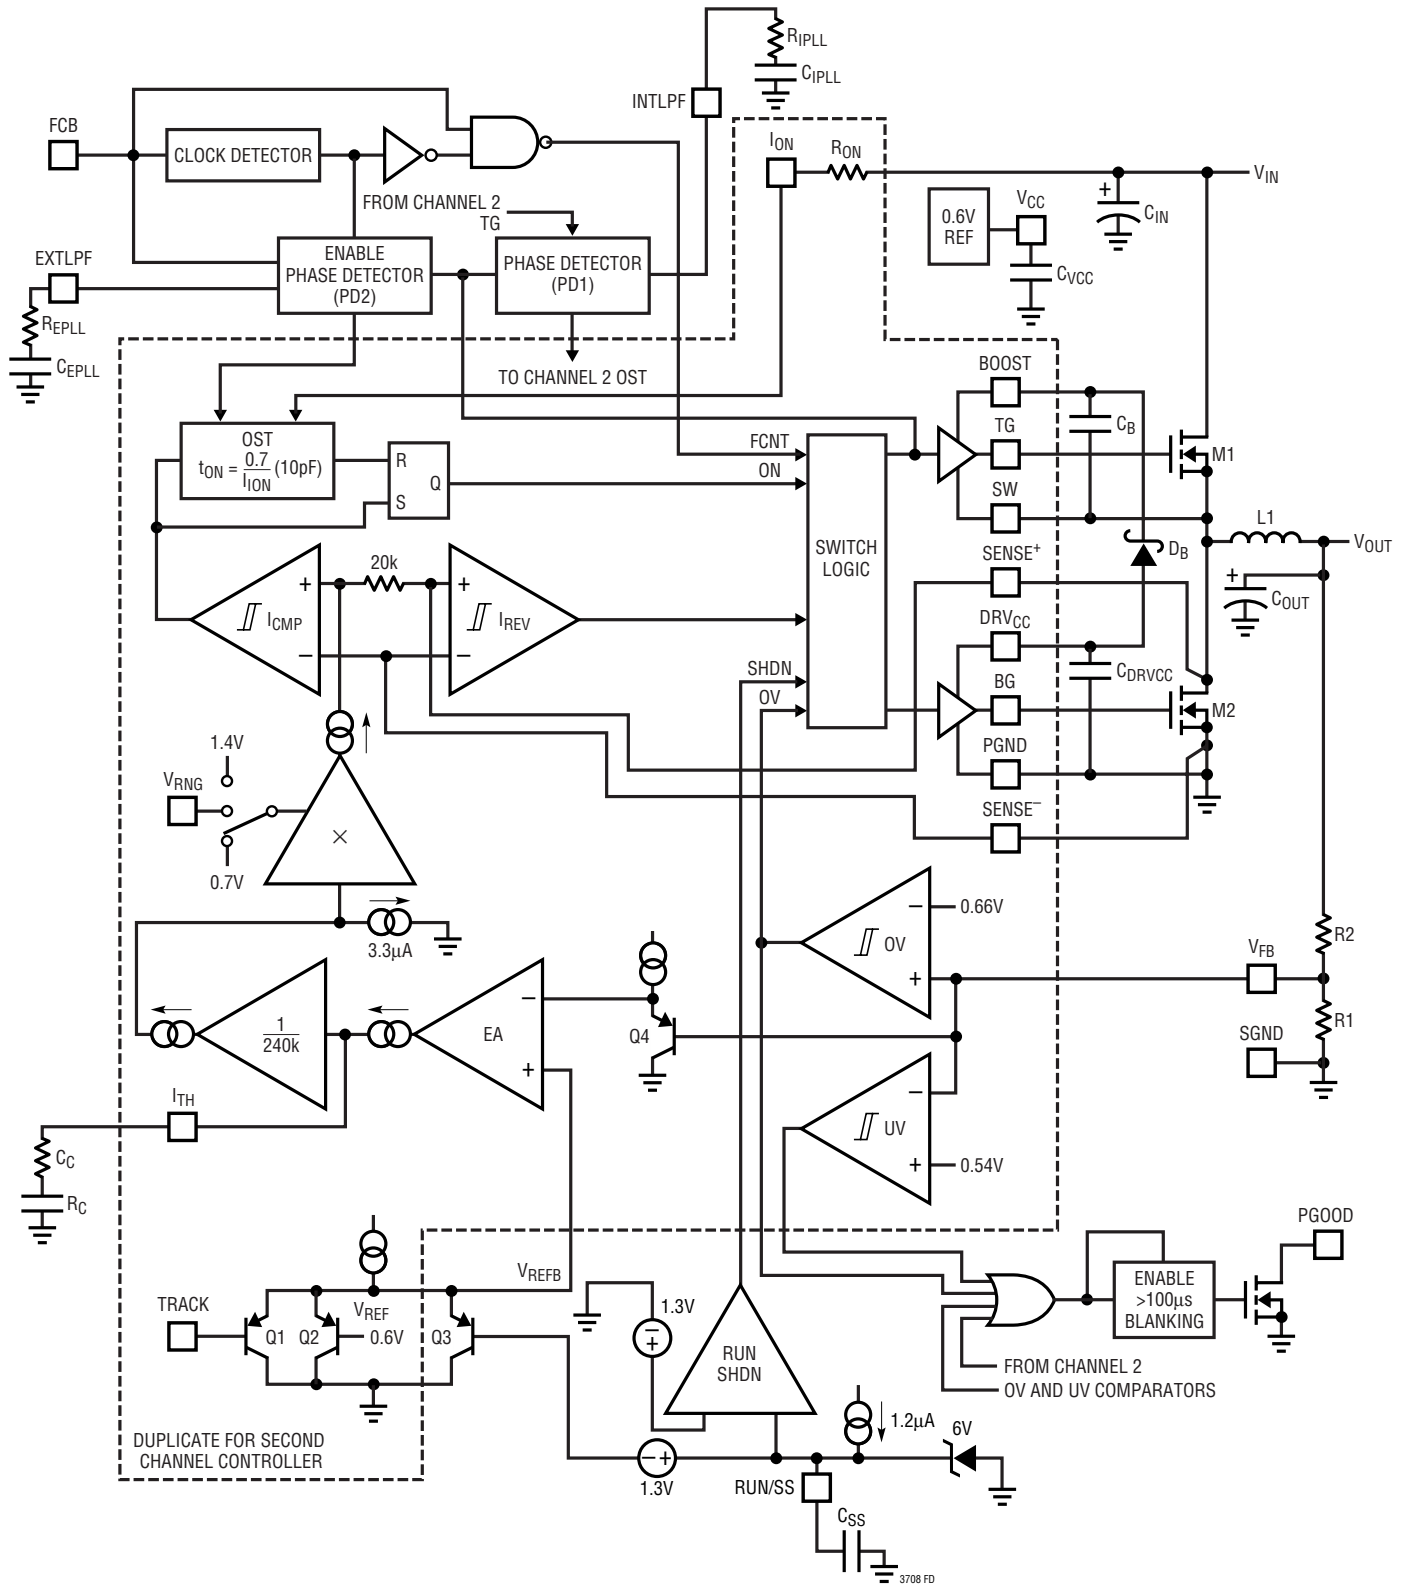 R_IPLL
C_IPLL
INTLPF
FCB
CLOCK DETECTOR
I_ON
R_ON
V_IN
+
C_IN
0.6V
REF
V_CC
C_VCC
FROM CHANNEL 2
TG
EXTLPF
ENABLE
PHASE DETECTOR
(PD2)
PHASE DETECTOR
(PD1)
R_EPLL
C_EPLL
TO CHANNEL 2 OST
BOOST
OST
t_ON = 0.7/I_ION (10pF)
R
Q
S
FCNT
ON
TG
C_B
M1
SW
L1
V_OUT
SWITCH
LOGIC
SENSE+
D_B
+
C_OUT
20k
+
I_CMP
–
+
I_REV
–
DRV_CC
C_DRVCC
SHDN
OV
BG
M2
PGND
SENSE–
1.4V
V_RNG
0.7V
×
3.3µA
–
0.66V
OV
+
V_FB
R2
R1
SGND
1
240k
EA
–
+
Q4
–
UV
+
0.54V
I_TH
C_C
R_C
PGOOD
V_REFB
ENABLE
>100µs
BLANKING
TRACK
Q1
Q2
V_REF
0.6V
Q3
1.3V
–
+
RUN
SHDN
FROM CHANNEL 2
OV AND UV COMPARATORS
1.2µA
6V
DUPLICATE FOR SECOND
CHANNEL CONTROLLER
– +
1.3V
RUN/SS
C_SS
3708 FD